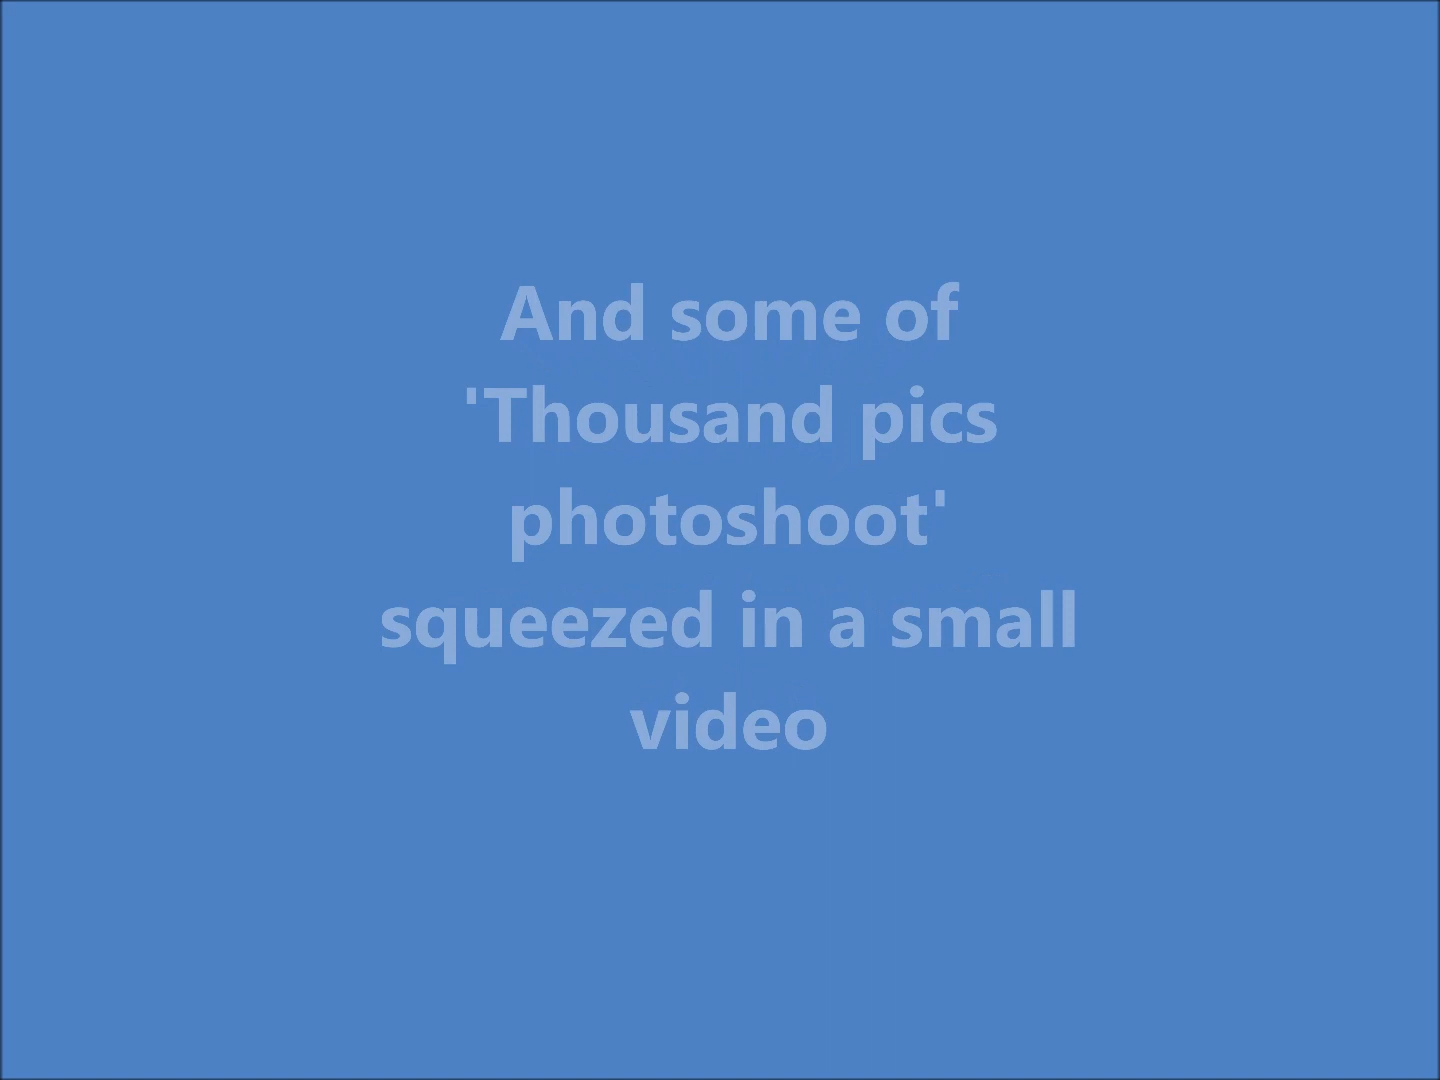 And some of
'Thousand pics
photoshoot'
squeezed in a small
video